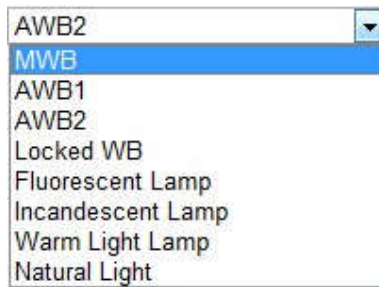 AWB2
MWB
AWB1
AWB2
Locked WB
Fluorescent Lamp
Incandescent Lamp
Warm Light Lamp
Natural Light